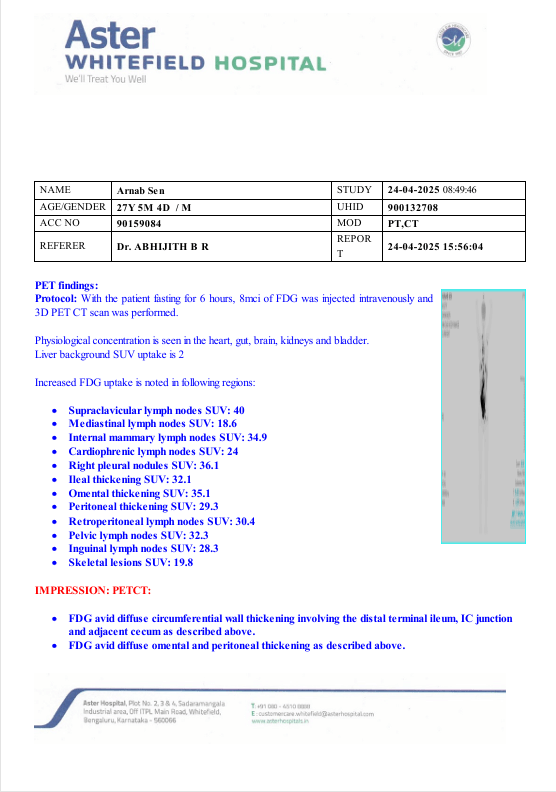 Aster
WHITEFIELD HOSPITAL
We'll Treat You Well
NAME Arnab Sen STUDY 24-04-2025 08:49:46
AGE/GENDER 27Y 5M 4D / M UHID 900132708
ACC NO 90159084 MOD PT,CT
REFERER Dr. ABHIJITH B R REPORT 24-04-2025 15:56:04
PET findings:
Protocol: With the patient fasting for 6 hours, 8mci of FDG was injected intravenously and
3D PET CT scan was performed.
Physiological concentration is seen in the heart, gut, brain, kidneys and bladder.
Liver background SUV uptake is 2
Increased FDG uptake is noted in following regions:
• Supraclavicular lymph nodes SUV: 40
• Mediastinal lymph nodes SUV: 18.6
• Internal mammary lymph nodes SUV: 34.9
• Cardiophrenic lymph nodes SUV: 24
• Right pleural nodules SUV: 36.1
• Ileal thickening SUV: 32.1
• Omental thickening SUV: 35.1
• Peritoneal thickening SUV: 29.3
• Retroperitoneal lymph nodes SUV: 30.4
• Pelvic lymph nodes SUV: 32.3
• Inguinal lymph nodes SUV: 28.3
• Skeletal lesions SUV: 19.8
IMPRESSION: PETCT:
• FDG avid diffuse circumferential wall thickening involving the distal terminal ileum, IC junction
and adjacent cecum as described above.
• FDG avid diffuse omental and peritoneal thickening as described above.
Aster Hospital, Plot No. 2, 3 & 4, Sadaramangala
Industrial area, Off ITPL Main Road, Whitefield,
Bengaluru, Karnataka - 560066
T: +91 080 - 4510 8888
E: customercare.whitefield@asterhospital.com
www.asterhospitals.in